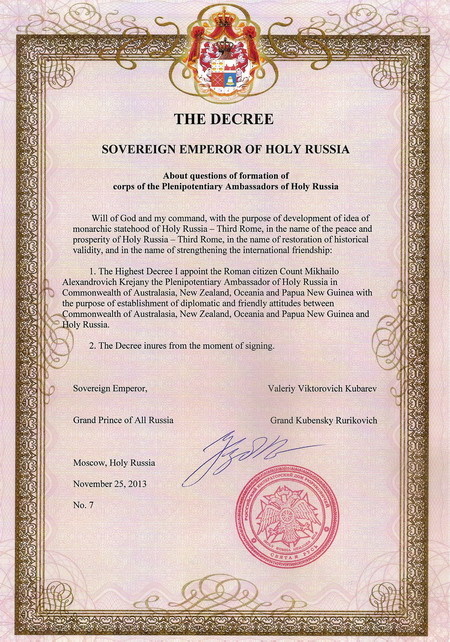 THE DECREE
SOVEREIGN EMPEROR OF HOLY RUSSIA
About questions of formation of
corps of the Plenipotentiary Ambassadors of Holy Russia
Will of God and my command, with the purpose of development of idea of
monarchic statehood of Holy Russia – Third Rome, in the name of the peace and
prosperity of Holy Russia – Third Rome, in the name of restoration of historical
validity, and in the name of strengthening the international friendship:
1. The Highest Decree I appoint the Roman citizen Count Mikhailo
Alexandrovich Krejany the Plenipotentiary Ambassador of Holy Russia in
Commonwealth of Australasia, New Zealand, Oceania and Papua New Guinea with
the purpose of establishment of diplomatic and friendly attitudes between
Commonwealth of Australasia, New Zealand, Oceania and Papua New Guinea and
Holy Russia.
2. The Decree inures from the moment of signing.
Sovereign Emperor, Valeriy Viktorovich Kubarev
Grand Prince of All Russia Grand Kubensky Rurikovich
Moscow, Holy Russia
November 25, 2013
No. 7
СВЯТАЯ РУСЬ